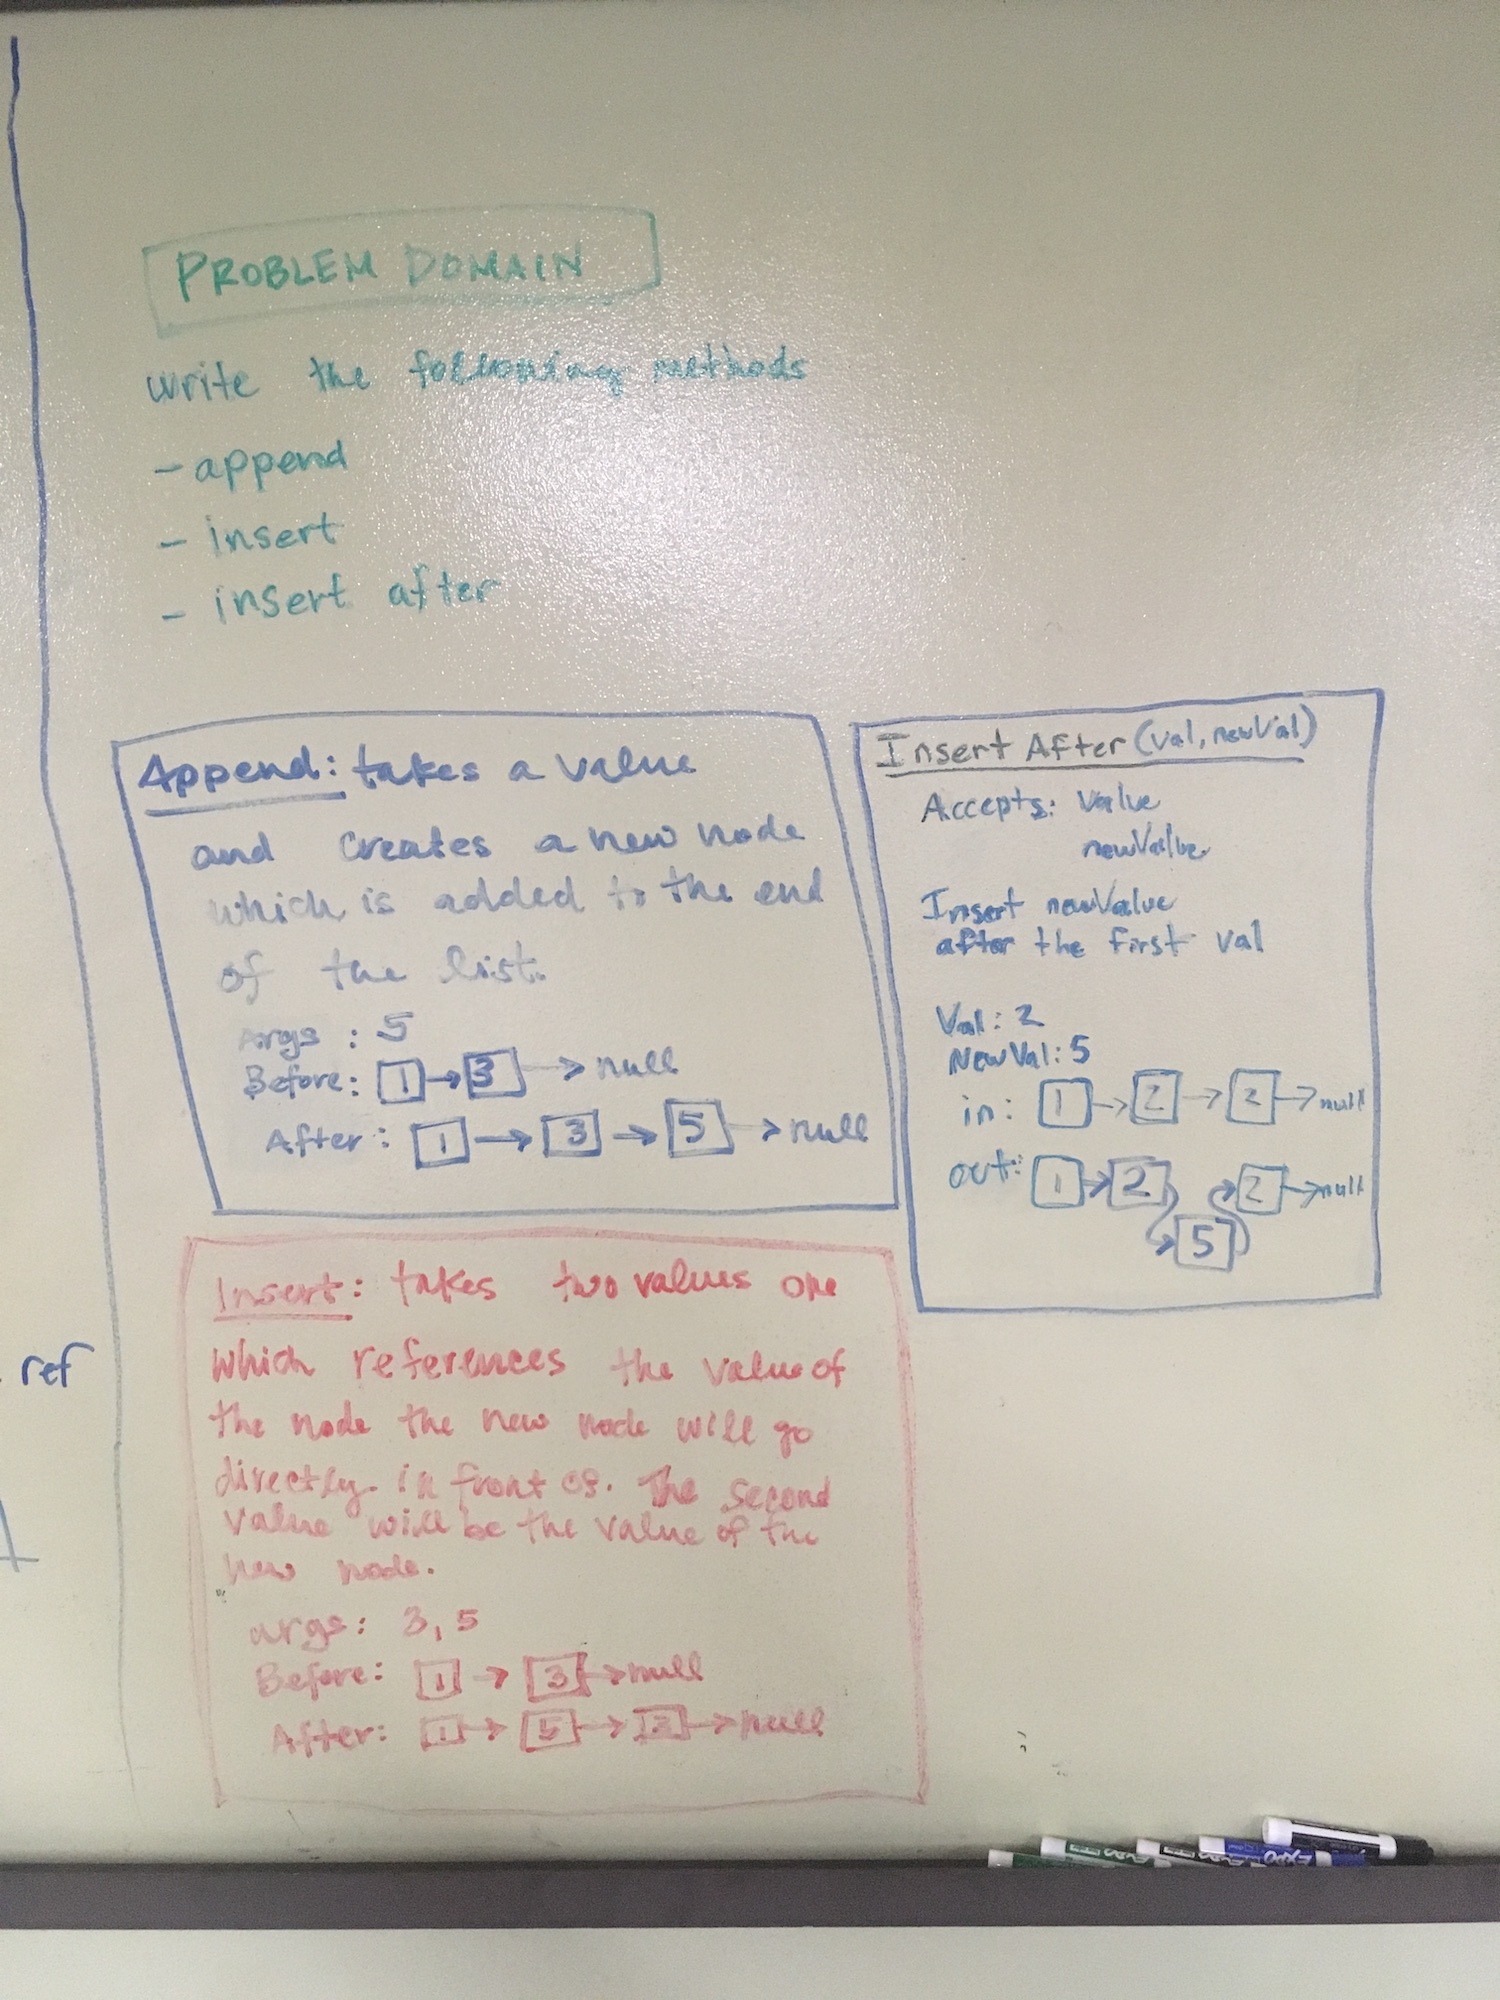 PROBLEM DOMAIN
write the following methods
- append
- insert
- insert after
Append: takes a value
and creates a new node
which is added to the end
of the list.
Args : 5
Before: 1 → 3 → null
After: 1 → 3 → 5 → null
Insert After (val, newVal)
Accepts: value
newValue
Insert newValue
after the first val
Val: 2
NewVal: 5
in: 1 → 2 → 2 → null
out: 1 → 2 → 5 → 2 → null
Insert: takes two values one
which references the value of
the node the new node will go
directly in front of. The second
value will be the value of the
new node.
args: 3, 5
Before: 1 → 3 → null
After: 1 → 5 → 3 → null
ref
EXPO